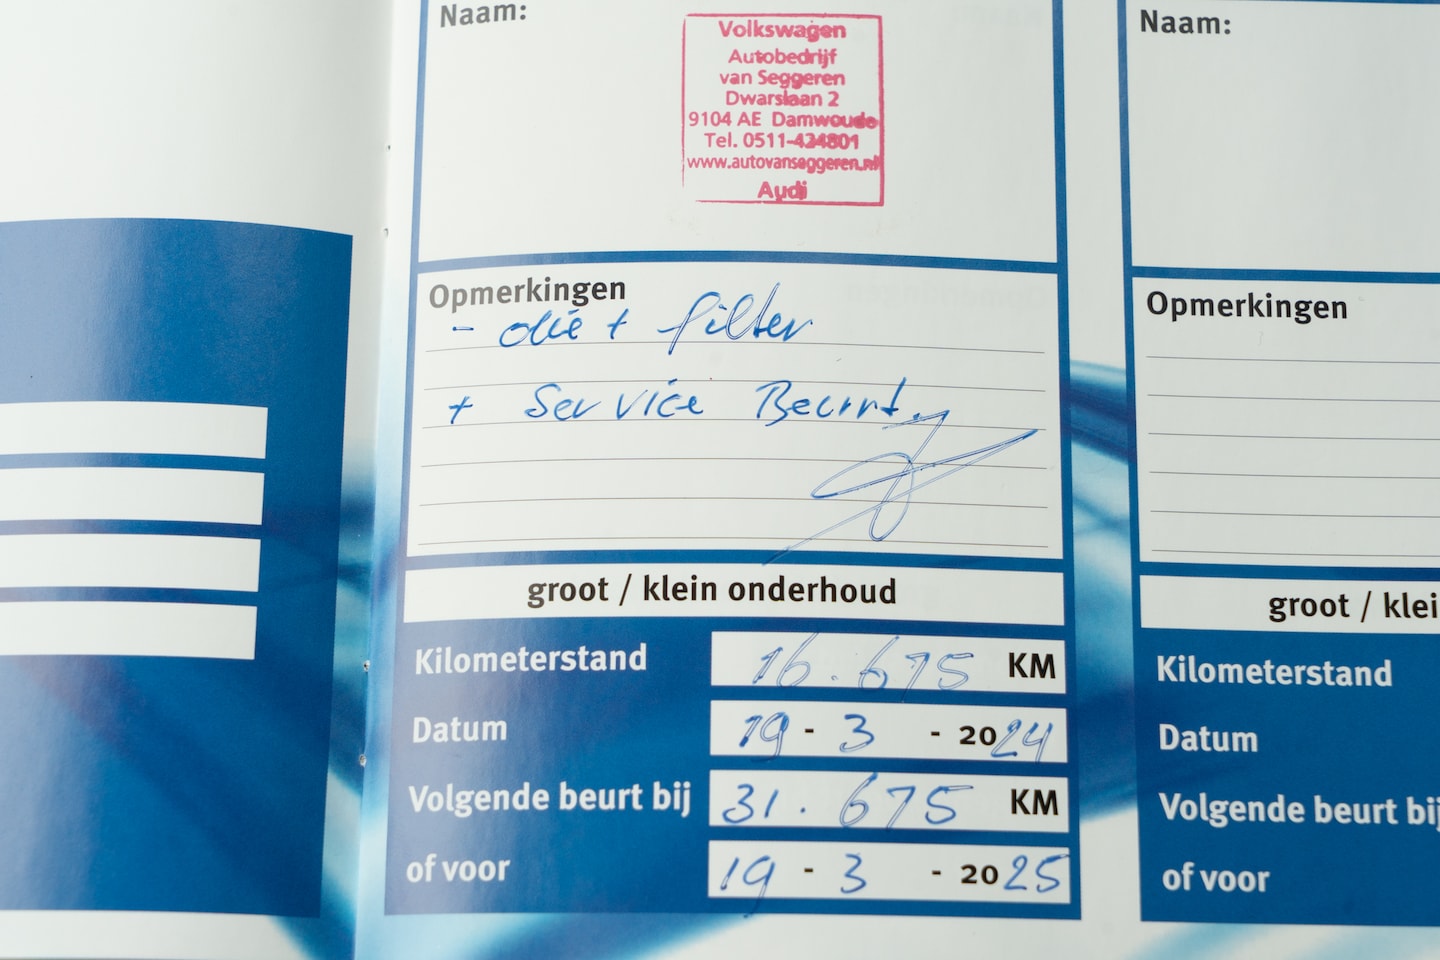 Naam:
Volkswagen
Autobedrijf
van Seggeren
Dwarslaan 2
9104 AE Damwoude
Tel. 0511-424801
www.autovanseggeren.nl
Audi
Opmerkingen
- olie + filter
+ Service Beurt.
groot / klein onderhoud
Kilometerstand 16.675 KM
Datum 19 - 3 - 2024
Volgende beurt bij 31.675 KM
of voor 19 - 3 - 2025
Naam:
Opmerkingen
groot / klei
Kilometerstand
Datum
Volgende beurt bij
of voor